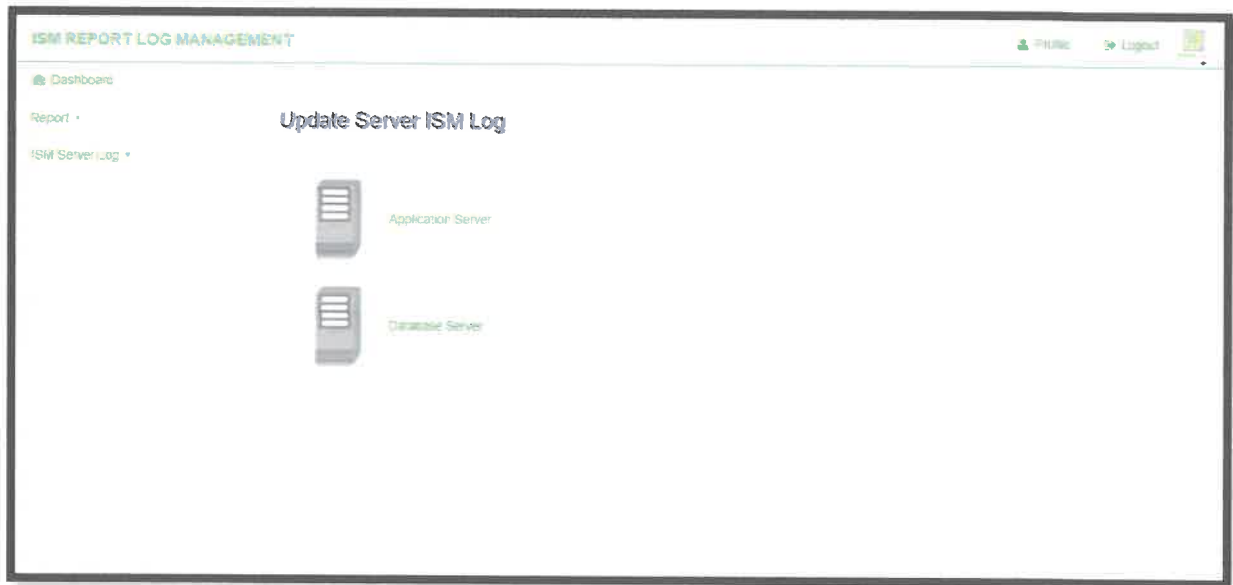 ISM REPORT LOG MANAGEMENT
Profile
Logout
Dashboard
Report
Update Server ISM Log
ISM Server Log
Application Server
Database Server